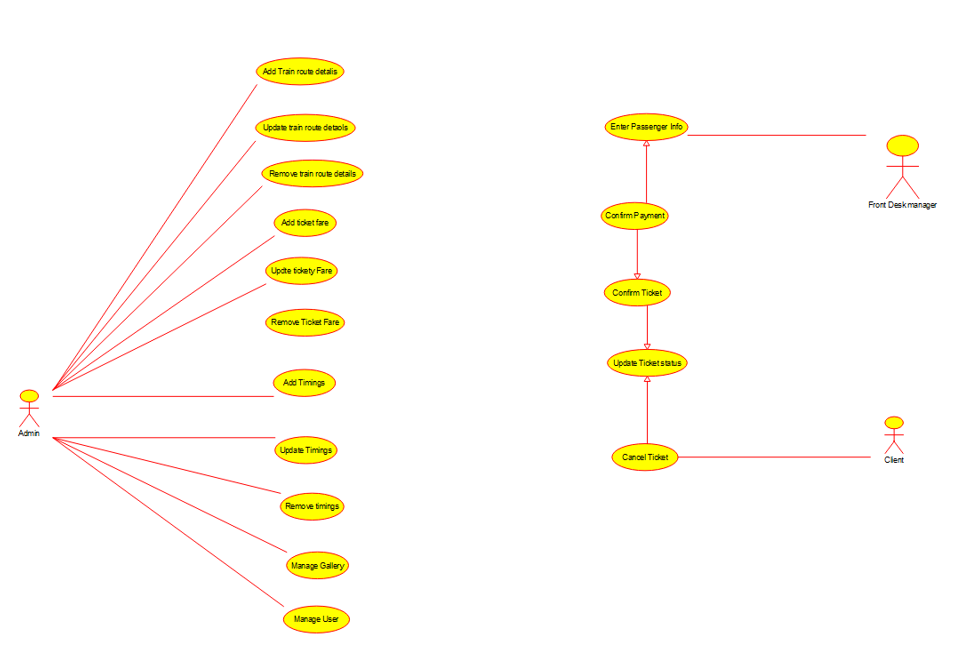 Add Train route detalis
Update train route detaols
Remove train route details
Add ticket fare
Updte tickety Fare
Remove Ticket Fare
Add Timings
Admin
Update Timings
Remove timings
Manage Gallery
Manage User
Enter Passenger Info
Front Desk manager
Confirm Payment
Confirm Ticket
Update Ticket status
Cancel Ticket
Client